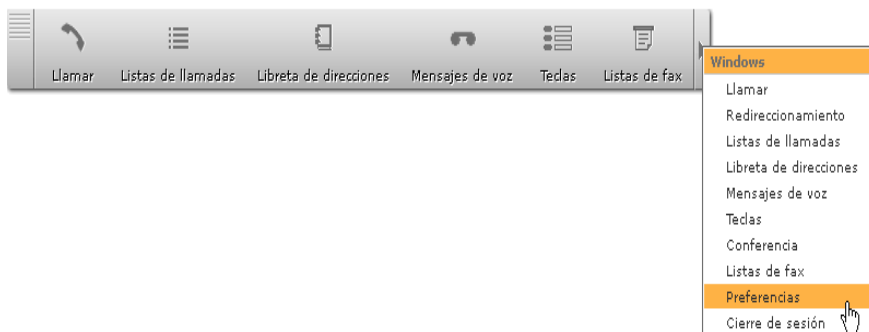 Llamar Listas de llamadas Libreta de direcciones Mensajes de voz Teclas Listas de fax
Windows
Llamar
Redireccionamiento
Listas de llamadas
Libreta de direcciones
Mensajes de voz
Teclas
Conferencia
Listas de fax
Preferencias
Cierre de sesión